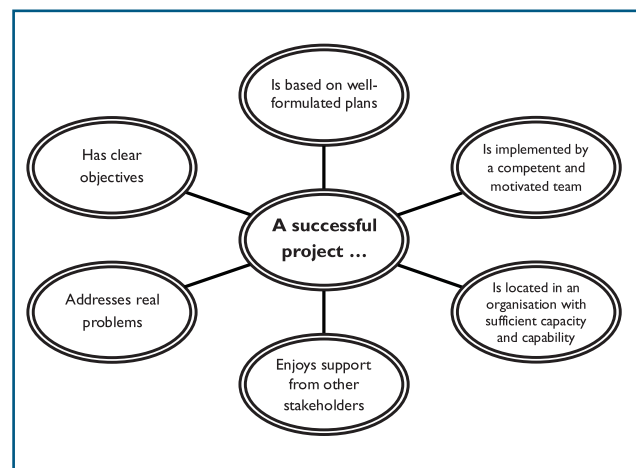 Is based on well-
formulated plans
Has clear
objectives
Is implemented by
a competent and
motivated team
A successful
project …
Addresses real
problems
Is located in an
organisation with
sufficient capacity
and capability
Enjoys support
from other
stakeholders